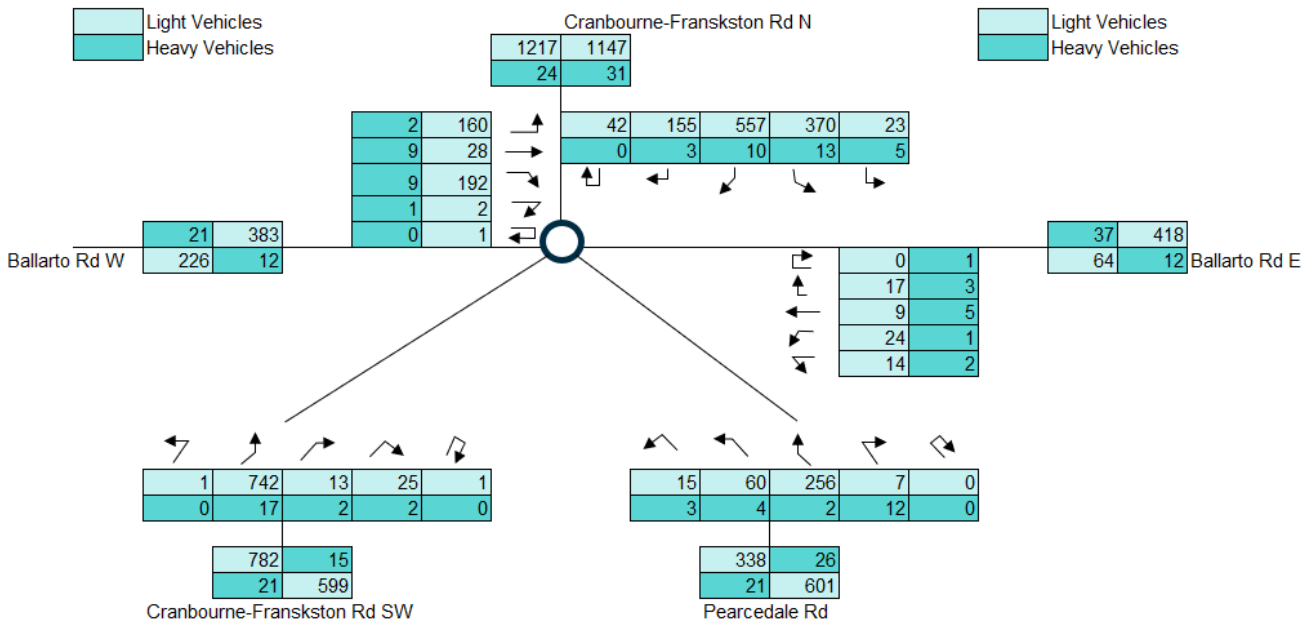 Light Vehicles
Heavy Vehicles
Cranbourne-Franskston Rd N
Light Vehicles
Heavy Vehicles
1217 1147
24 31
2 160
9 28
9 192
1 2
0 1
42 155 557 370 23
0 3 10 13 5
21 383
226 12
Ballarto Rd W
37 418
64 12
Ballarto Rd E
0 1
17 3
9 5
24 1
14 2
1 742 13 25 1
0 17 2 2 0
782 15
21 599
Cranbourne-Franskston Rd SW
15 60 256 7 0
3 4 2 12 0
338 26
21 601
Pearcedale Rd